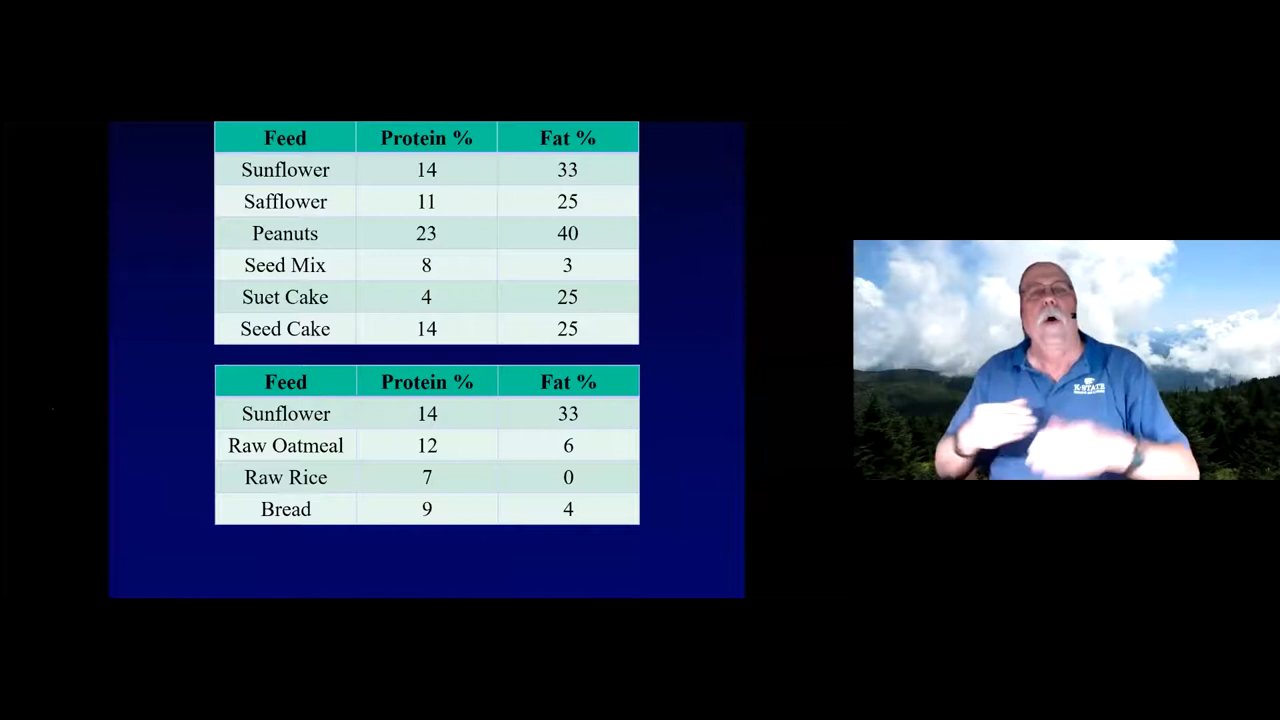 Feed Protein % Fat %
Sunflower 14 33
Safflower 11 25
Peanuts 23 40
Seed Mix 8 3
Suet Cake 4 25
Seed Cake 14 25
Feed Protein % Fat %
Sunflower 14 33
Raw Oatmeal 12 6
Raw Rice 7 0
Bread 9 4
K-STATE